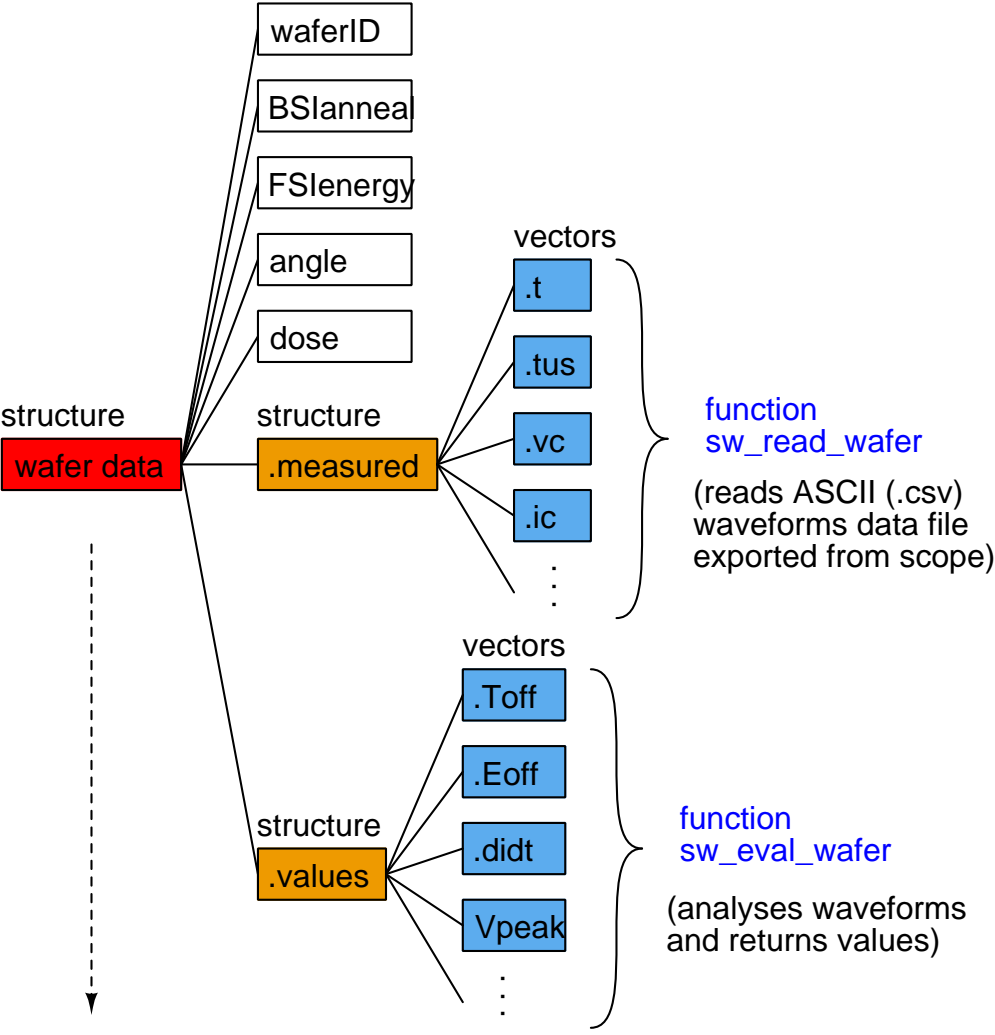 waferID
BSIanneal
FSIenergy
angle
dose
structure
wafer data
structure
.measured
vectors
.t
.tus
.vc
.ic
function
sw_read_wafer
(reads ASCII (.csv)
waveforms data file
exported from scope)
structure
.values
vectors
.Toff
.Eoff
.didt
Vpeak
function
sw_eval_wafer
(analyses waveforms
and returns values)